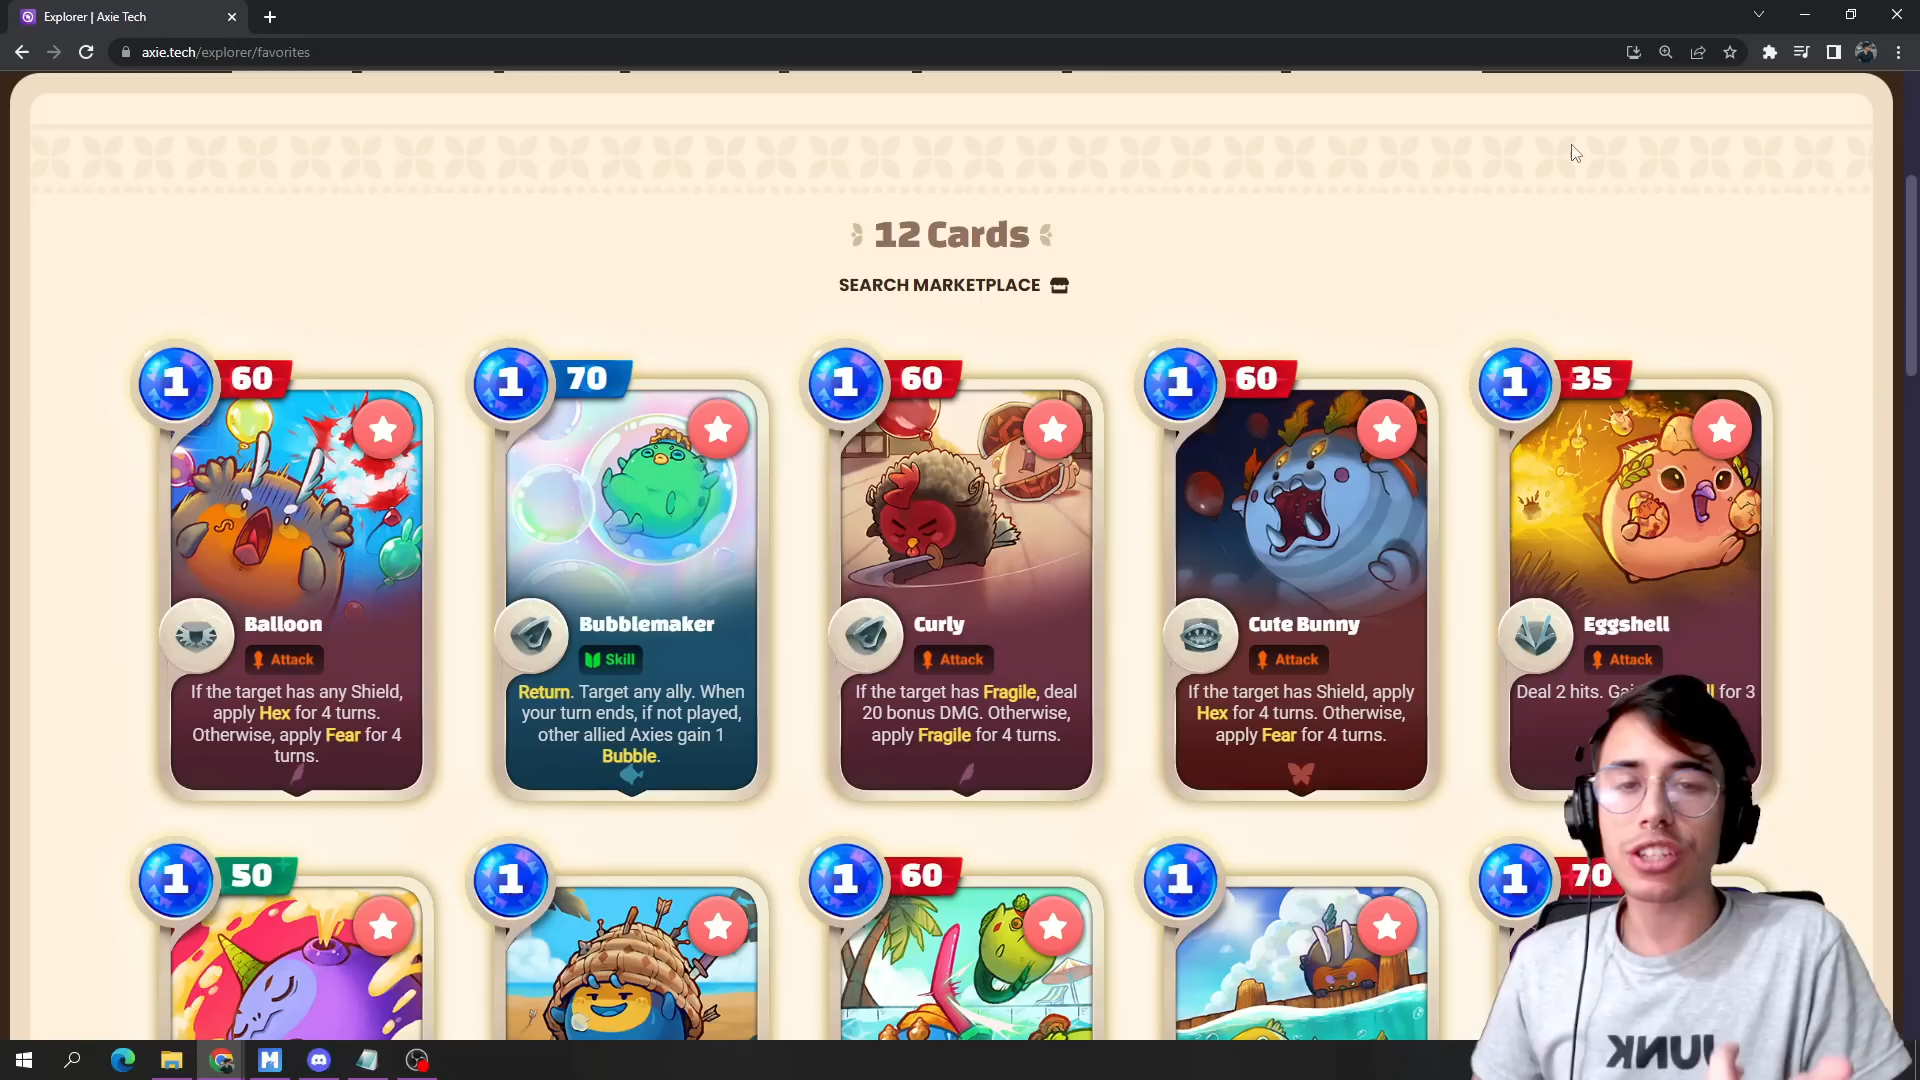 Explorer | Axie Tech
axie.tech/explorer/favorites
12 Cards
SEARCH MARKETPLACE
1 60
Balloon
Attack
If the target has any Shield,
apply Hex for 4 turns.
Otherwise, apply Fear for 4
turns.
1 70
Bubblemaker
Skill
Return. Target any ally. When
your turn ends, if not played,
other allied Axies gain 1
Bubble.
1 60
Curly
Attack
If the target has Fragile, deal
20 bonus DMG. Otherwise,
apply Fragile for 4 turns.
1 60
Cute Bunny
Attack
If the target has Shield, apply
Hex for 4 turns. Otherwise,
apply Fear for 4 turns.
1 35
Eggshell
Attack
Deal 2 hits. for 3
1 50
1
1 60
1
1 70
JUNK